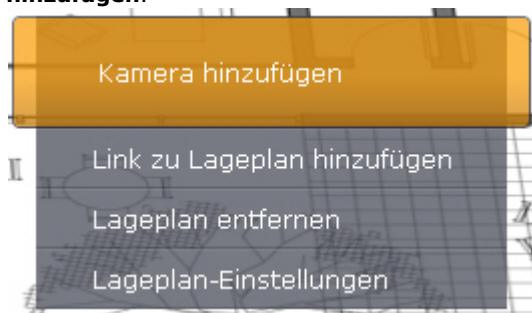 hinzufügen.
Kamera hinzufügen
Link zu Lageplan hinzufügen
Lageplan entfernen
Lageplan-Einstellungen